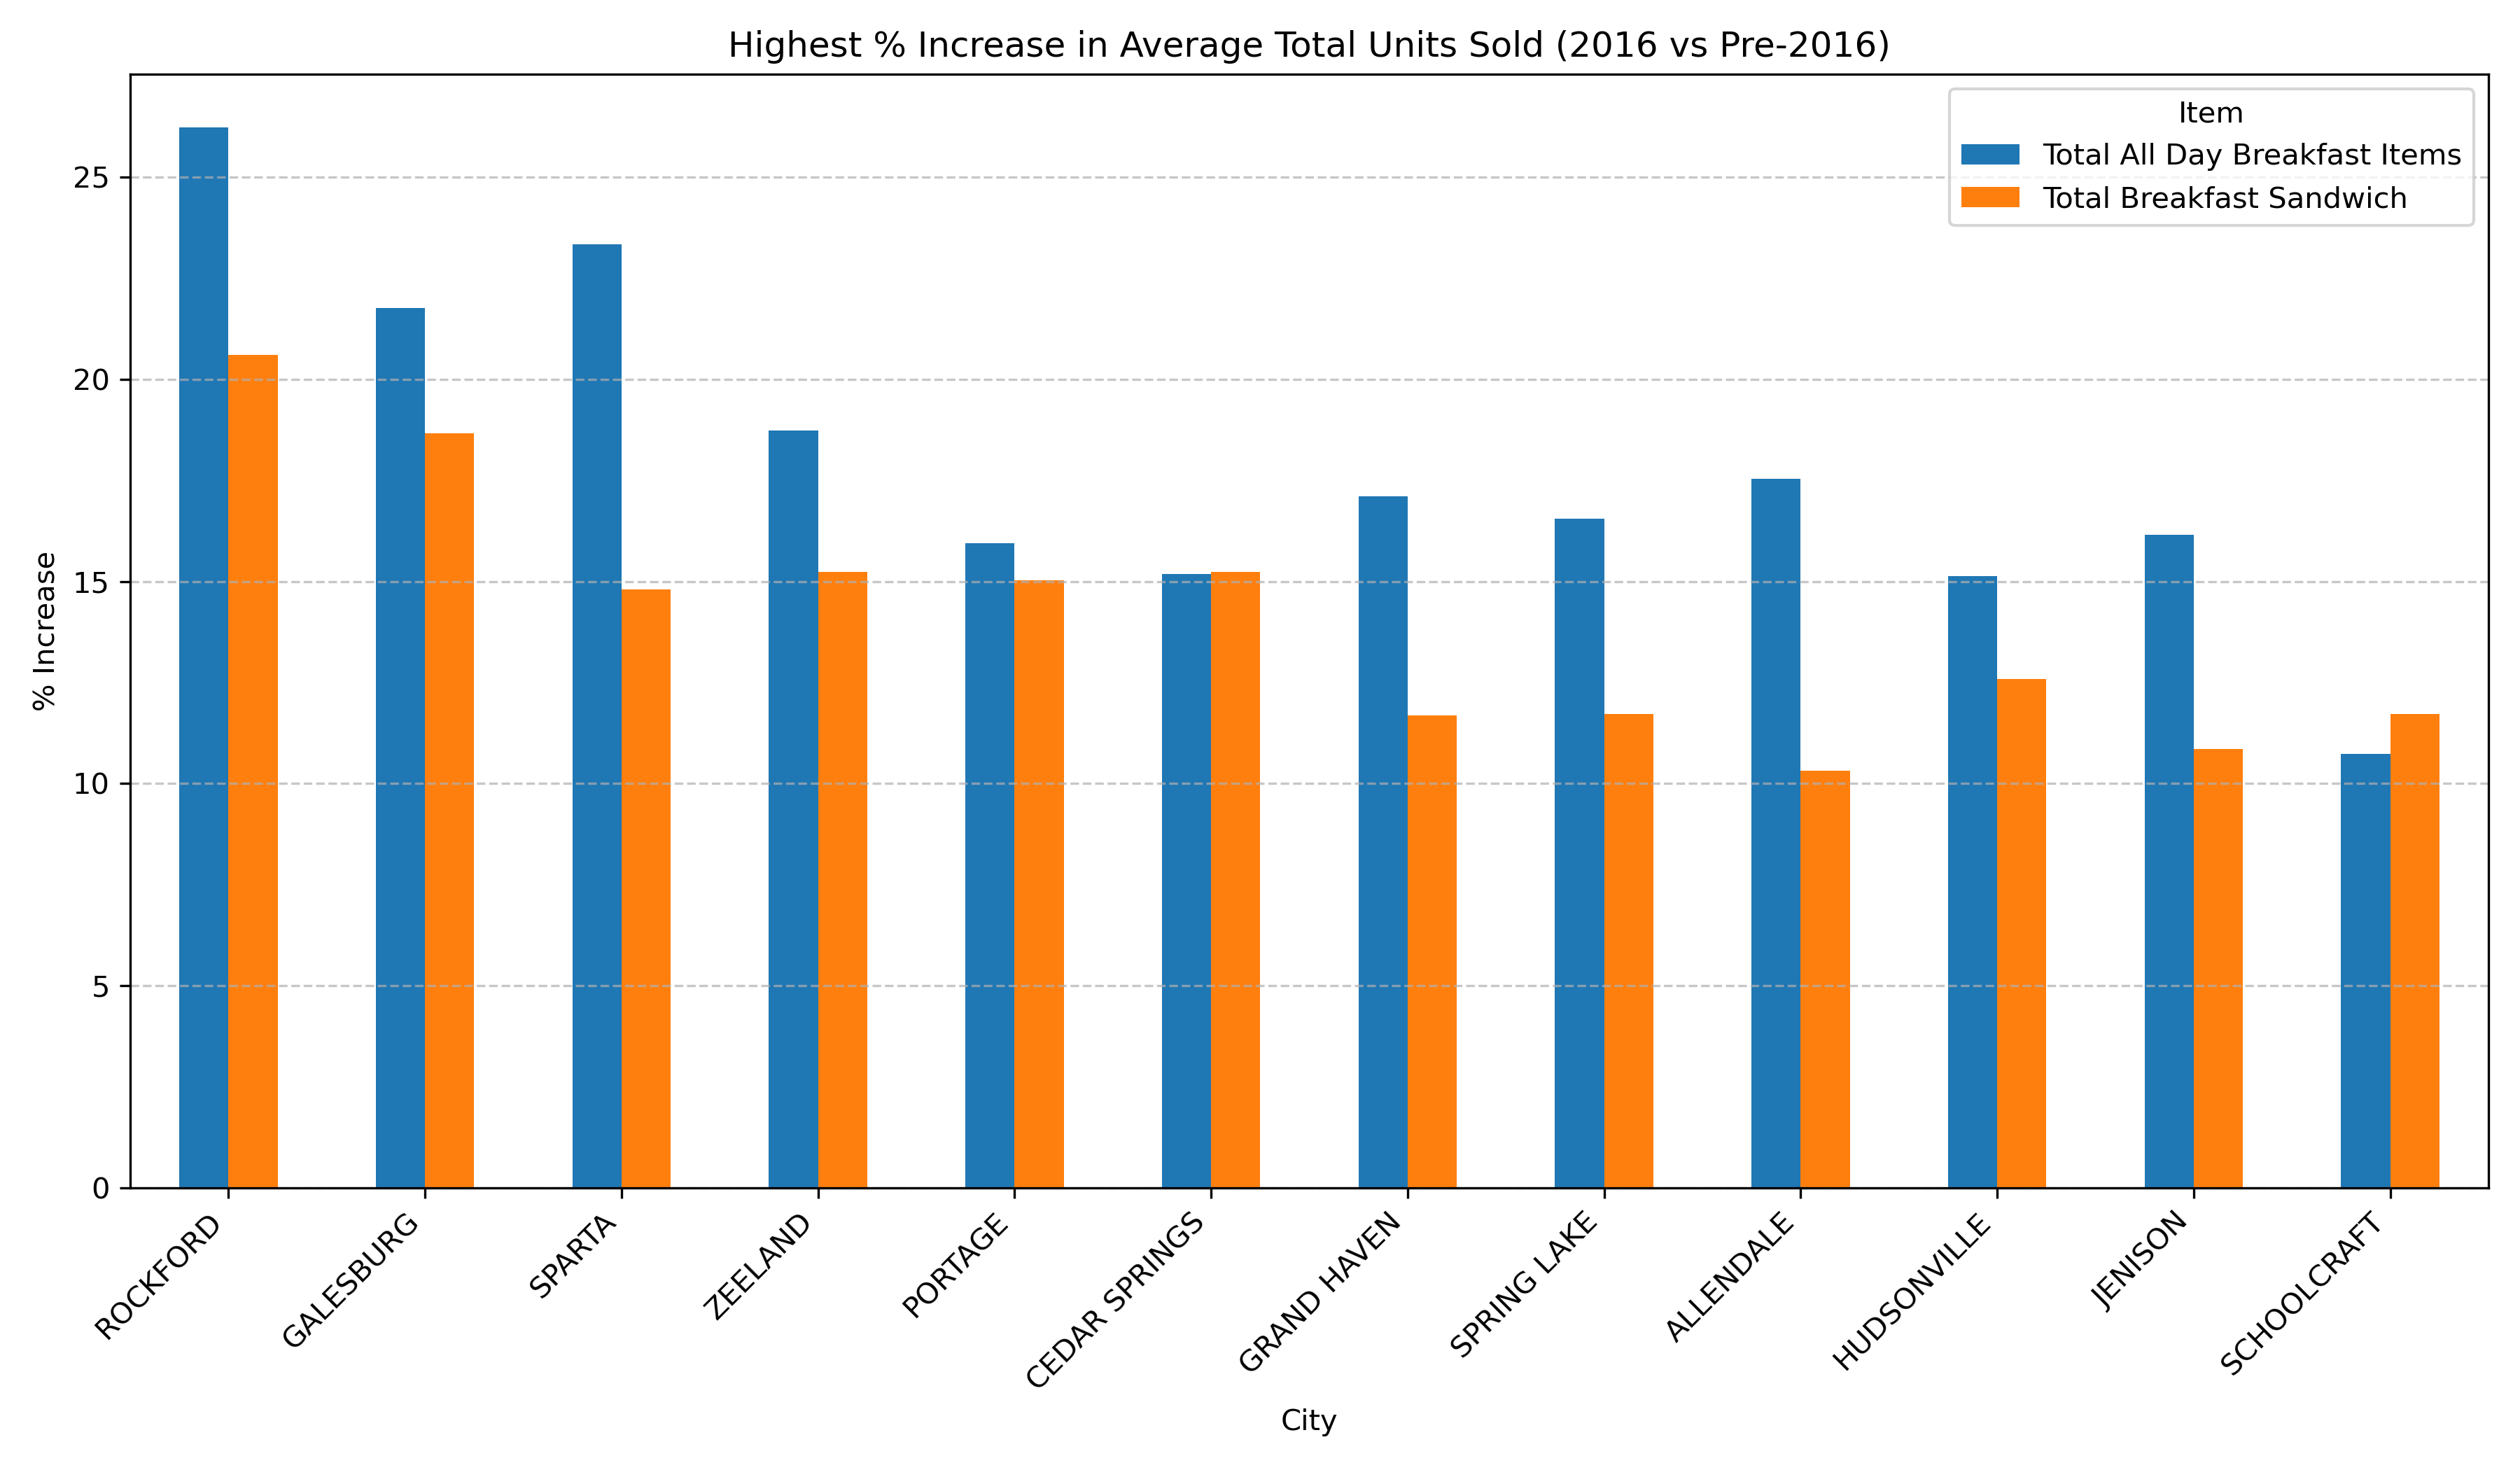 Highest % Increase in Average Total Units Sold (2016 vs Pre-2016)
Item
Total All Day Breakfast Items
Total Breakfast Sandwich
% Increase
25
20
15
10
5
0
ROCKFORD
GALESBURG
SPARTA
ZEELAND
PORTAGE
CEDAR SPRINGS
GRAND HAVEN
SPRING LAKE
ALLENDALE
HUDSONVILLE
JENISON
SCHOOLCRAFT
City